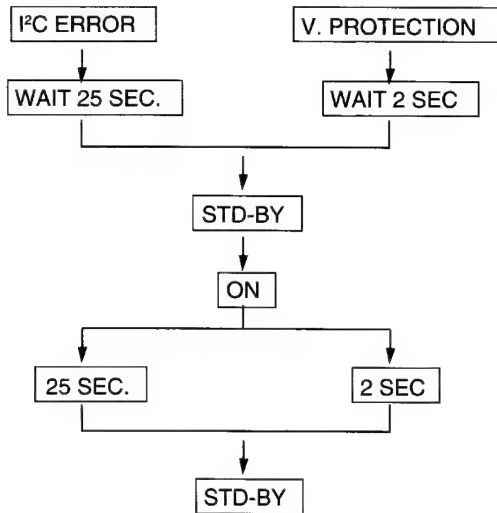 I²C ERROR
V. PROTECTION
WAIT 25 SEC.
WAIT 2 SEC
STD-BY
ON
25 SEC.
2 SEC
STD-BY